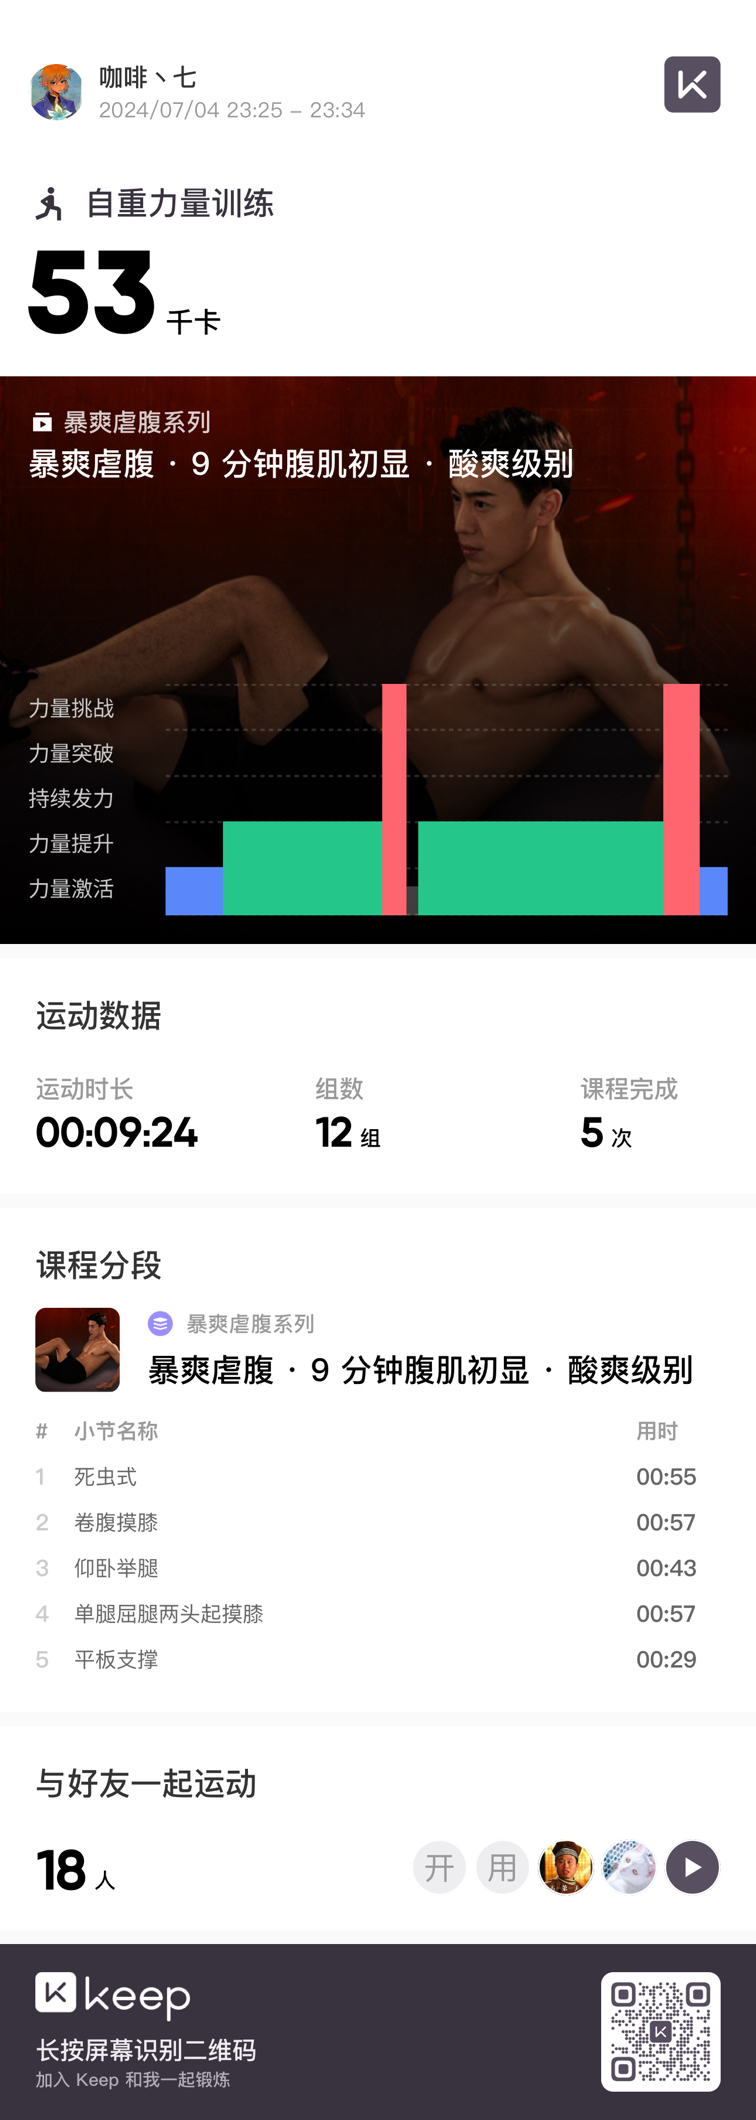 咖啡丶七
2024/07/04 23:25 – 23:34
自重力量训练
53 千卡
暴爽虐腹系列
暴爽虐腹 · 9 分钟腹肌初显 · 酸爽级别
力量挑战
力量突破
持续发力
力量提升
力量激活
运动数据
运动时长 组数 课程完成
00:09:24 12 组 5 次
课程分段
暴爽虐腹系列
暴爽虐腹 · 9 分钟腹肌初显 · 酸爽级别
# 小节名称 用时
1 死虫式 00:55
2 卷腹摸膝 00:57
3 仰卧举腿 00:43
4 单腿屈腿两头起摸膝 00:57
5 平板支撑 00:29
与好友一起运动
18 人 开 用
keep
长按屏幕识别二维码
加入 Keep 和我一起锻炼